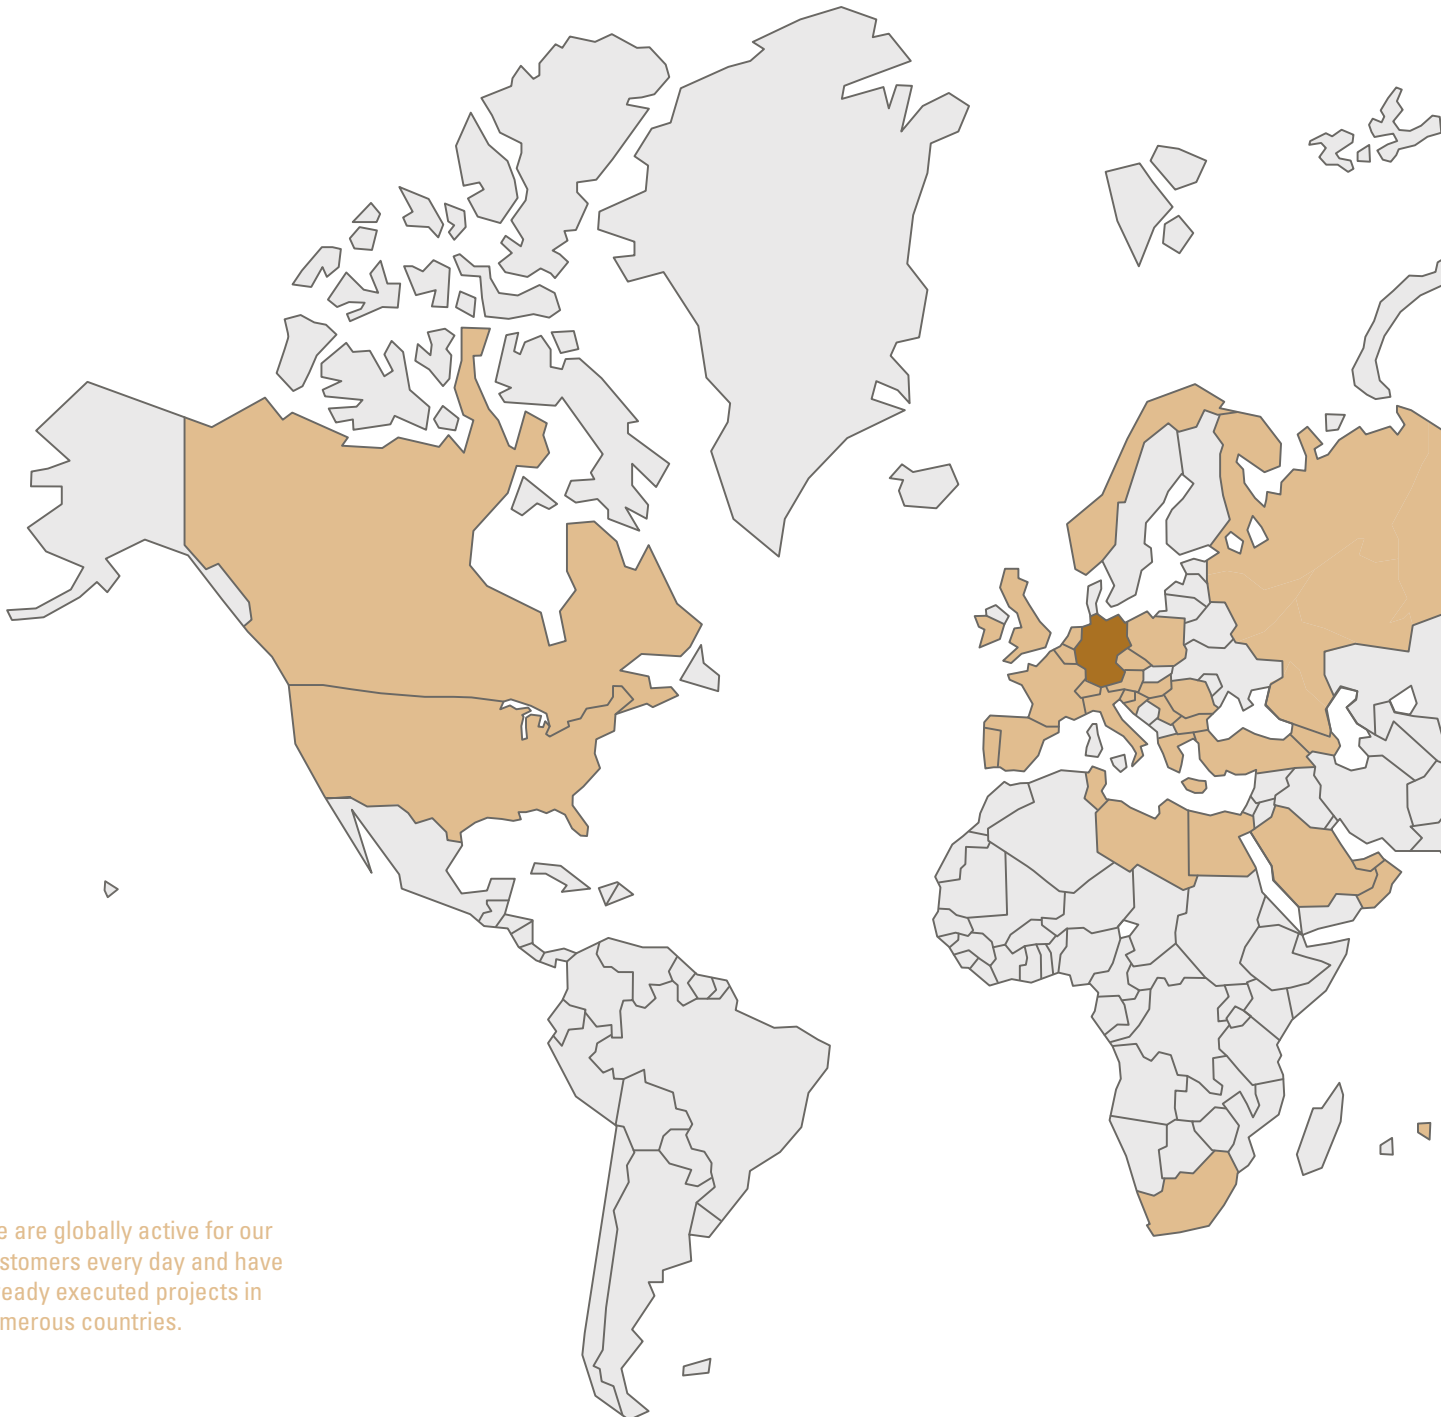 e are globally active for our
stomers every day and have
eady executed projects in
merous countries.